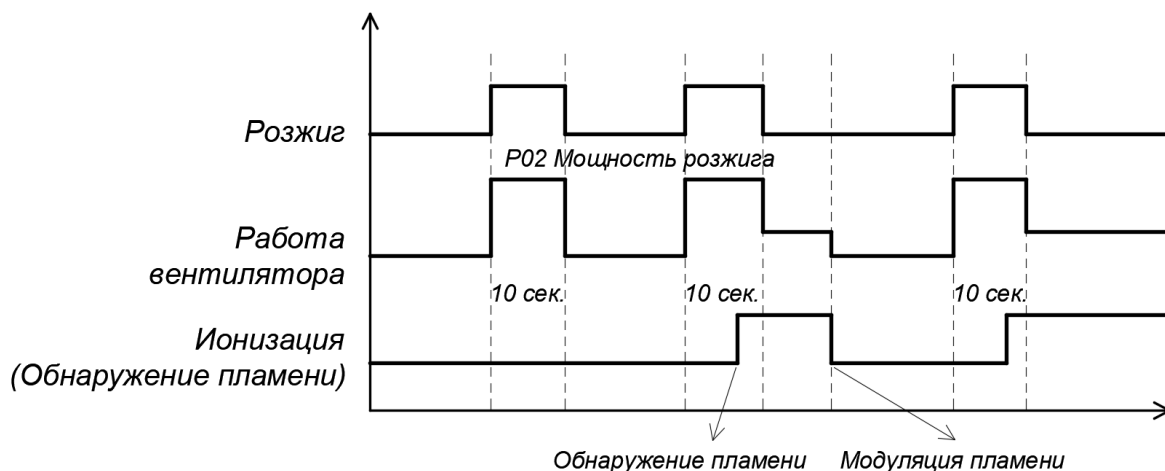 Розжиг
P02 Мощность розжига
Работа
вентилятора
10 сек. 10 сек. 10 сек.
Ионизация
(Обнаружение пламени)
Обнаружение пламени Модуляция пламени